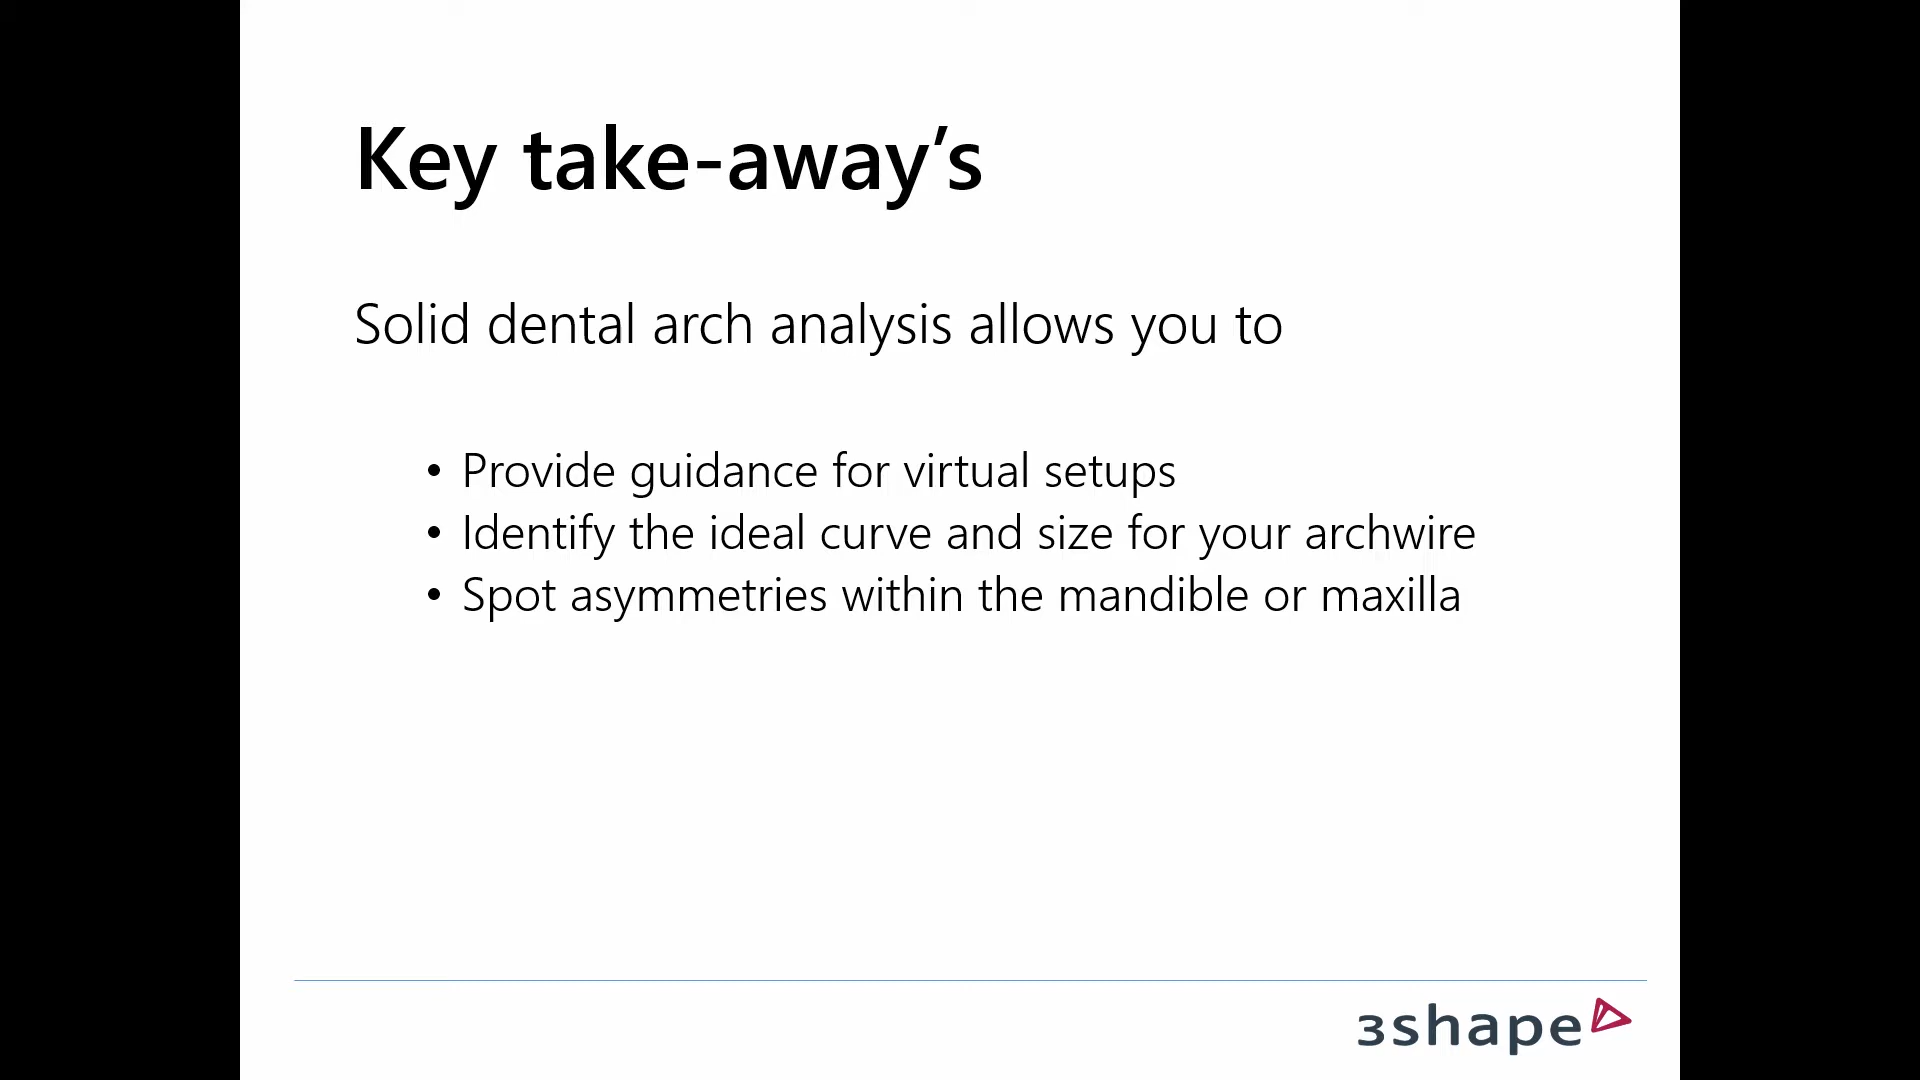 Key take-away’s
Solid dental arch analysis allows you to
• Provide guidance for virtual setups
• Identify the ideal curve and size for your archwire
• Spot asymmetries within the mandible or maxilla
3shape